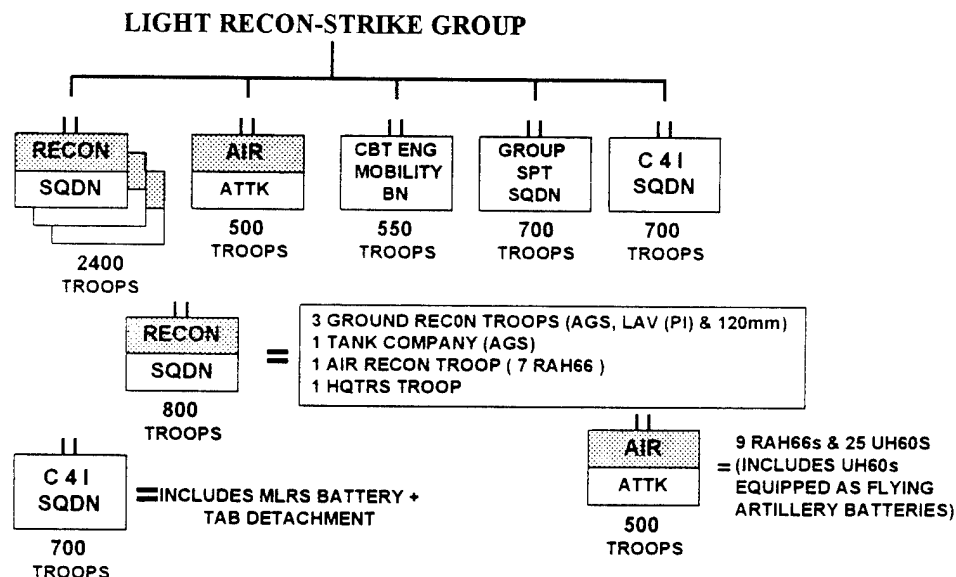 LIGHT RECON-STRIKE GROUP
RECON
SQDN
2400
TROOPS
AIR
ATTK
500
TROOPS
CBT ENG
MOBILITY
BN
550
TROOPS
GROUP
SPT
SQDN
700
TROOPS
C 4 I
SQDN
700
TROOPS
RECON
SQDN
800
TROOPS
=
3 GROUND RECON TROOPS (AGS, LAV (PI) & 120mm)
1 TANK COMPANY (AGS)
1 AIR RECON TROOP ( 7 RAH66 )
1 HQTRS TROOP
C 4 I
SQDN
700
TROOPS
=INCLUDES MLRS BATTERY +
TAB DETACHMENT
AIR
ATTK
500
TROOPS
9 RAH66s & 25 UH60S
=(INCLUDES UH60s
EQUIPPED AS FLYING
ARTILLERY BATTERIES)